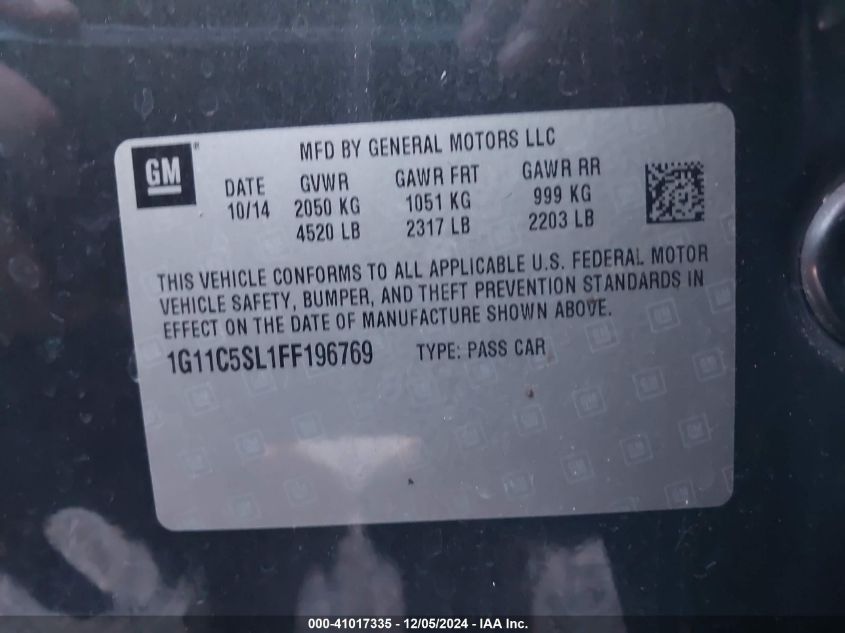 GM
MFD BY GENERAL MOTORS LLC
DATE GVWR GAWR FRT GAWR RR
10/14 2050 KG 1051 KG 999 KG
4520 LB 2317 LB 2203 LB
THIS VEHICLE CONFORMS TO ALL APPLICABLE U.S. FEDERAL MOTOR
VEHICLE SAFETY, BUMPER, AND THEFT PREVENTION STANDARDS IN
EFFECT ON THE DATE OF MANUFACTURE SHOWN ABOVE.
1G11C5SL1FF196769 TYPE: PASS CAR
000-41017335 - 12/05/2024 - IAA Inc.